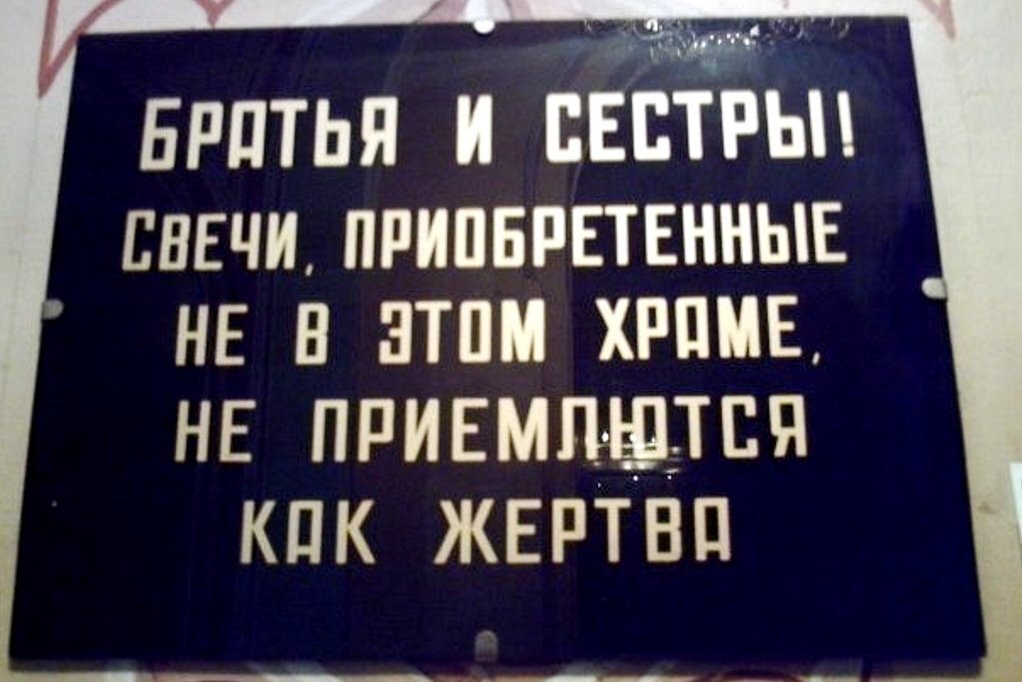 БРАТЬЯ И СЕСТРЫ!
СВЕЧИ, ПРИОБРЕТЕННЫЕ
НЕ В ЭТОМ ХРАМЕ,
НЕ ПРИЕМЛЮТСЯ
КАК ЖЕРТВА